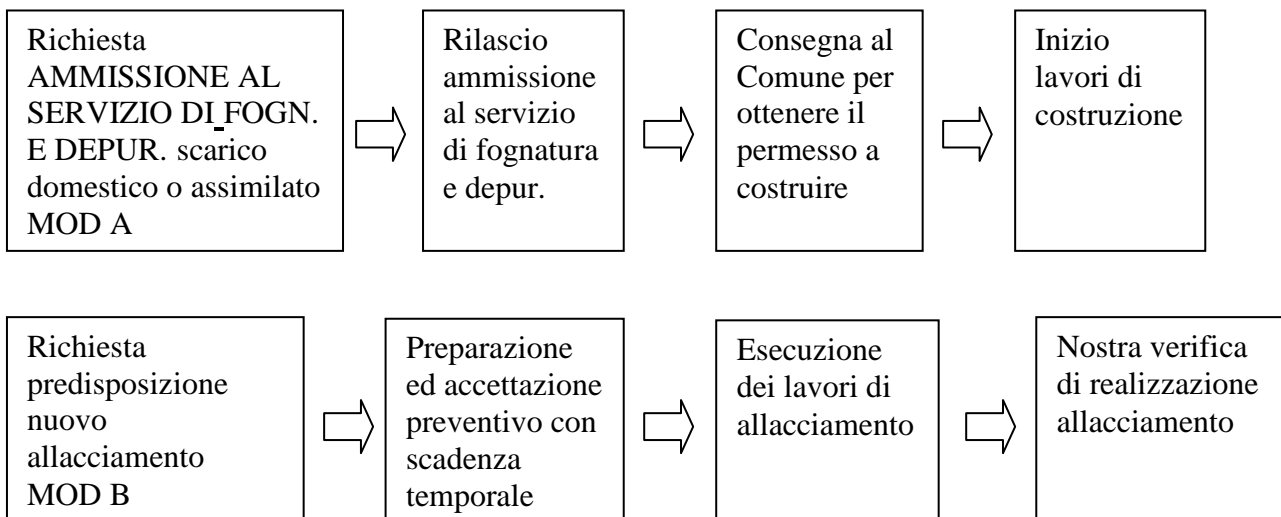 Richiesta
AMMISSIONE AL
SERVIZIO DI FOGN.
E DEPUR. scarico
domestico o assimilato
MOD A
Rilascio
ammissione
al servizio
di fognatura
e depur.
Consegna al
Comune per
ottenere il
permesso a
costruire
Inizio
lavori di
costruzione
Richiesta
predisposizione
nuovo
allacciamento
MOD B
Preparazione
ed accettazione
preventivo con
scadenza
temporale
Esecuzione
dei lavori di
allacciamento
Nostra verifica
di realizzazione
allacciamento